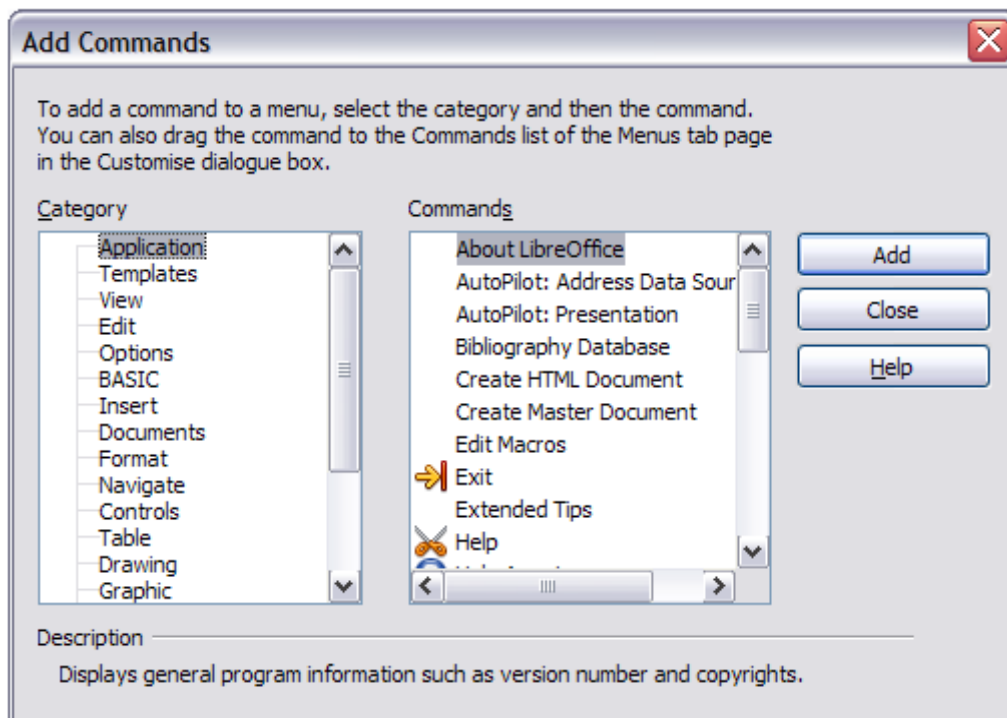 Add Commands
To add a command to a menu, select the category and then the command.
You can also drag the command to the Commands list of the Menus tab page
in the Customise dialogue box.
Category
Commands
Application
Templates
View
Edit
Options
BASIC
Insert
Documents
Format
Navigate
Controls
Table
Drawing
Graphic
About LibreOffice
AutoPilot: Address Data Sour
AutoPilot: Presentation
Bibliography Database
Create HTML Document
Create Master Document
Edit Macros
Exit
Extended Tips
Help
Add
Close
Help
Description
Displays general program information such as version number and copyrights.